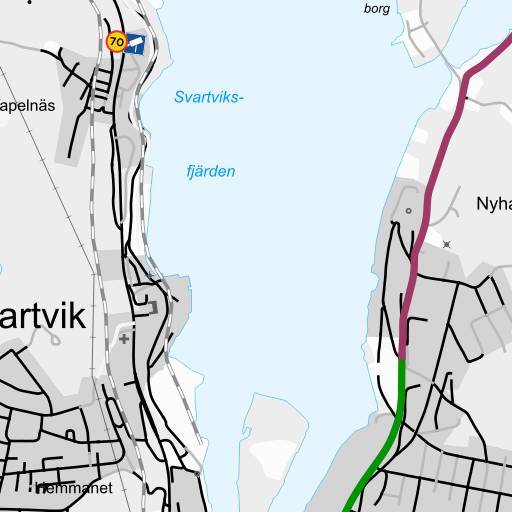 borg
70
apelnäs
Svartviks-
fjärden
Nyha
artvik
Hemmanet